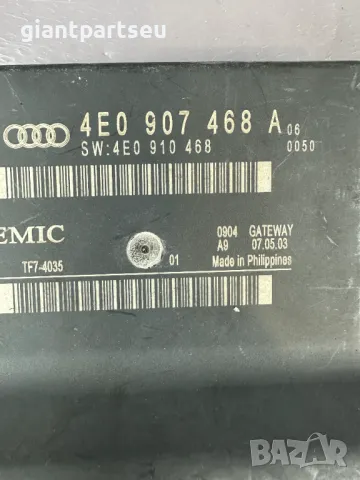 giantpartseu
4E0 907 468 A 06
SW:4E0 910 468 0050
EMIC
0904 GATEWAY
A9 07.05.03
TF7-4035 01 Made in Philippines
BAZAR
bg